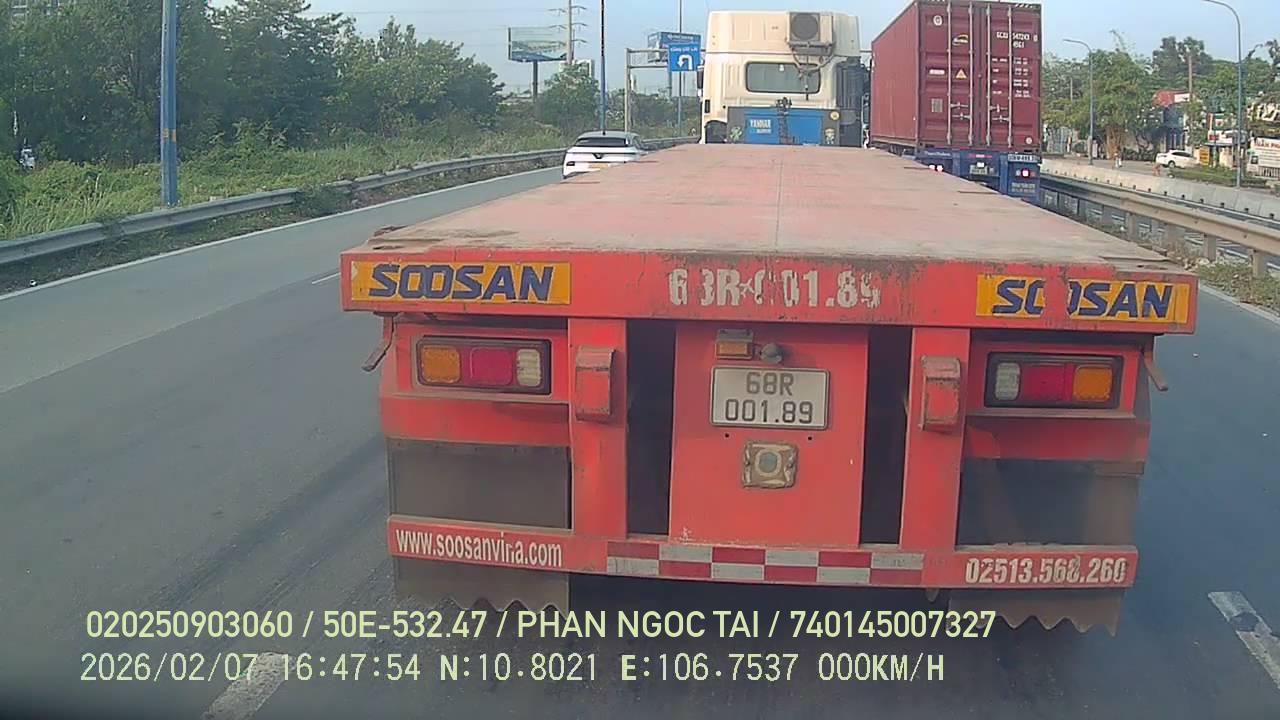 SOOSAN
68R-001.89
SOOSAN
68R
001.89
www.soosanvina.com
02513.568.260
020250903060 / 50E-532.47 / PHAN NGOC TAI / 740145007327
2026/02/07 16:47:54 N:10.8021 E:106.7537 000KM/H